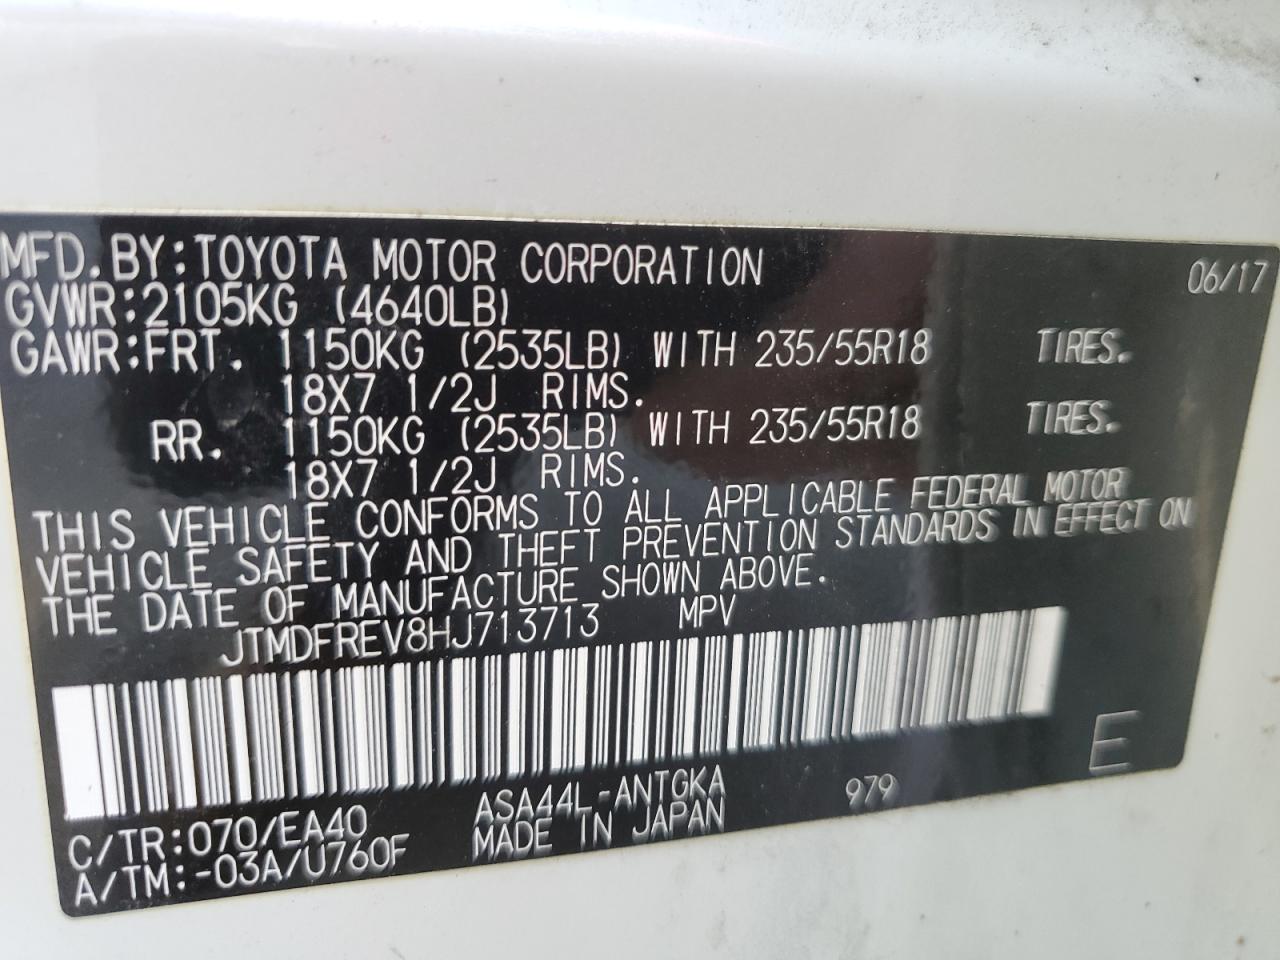 MFD.BY:TOYOTA MOTOR CORPORATION 06/17
GVWR:2105KG (4640LB)
GAWR:FRT. 1150KG (2535LB) WITH 235/55R18 TIRES.
18X7 1/2J RIMS.
RR. 1150KG (2535LB) WITH 235/55R18 TIRES.
18X7 1/2J RIMS.
THIS VEHICLE CONFORMS TO ALL APPLICABLE FEDERAL MOTOR
VEHICLE SAFETY AND THEFT PREVENTION STANDARDS IN EFFECT ON
THE DATE OF MANUFACTURE SHOWN ABOVE.
JTMDFREV8HJ713713 MPV
E
C/TR:070/EA40 ASA44L-ANTGKA 979
A/TM:-03A/U760F MADE IN JAPAN